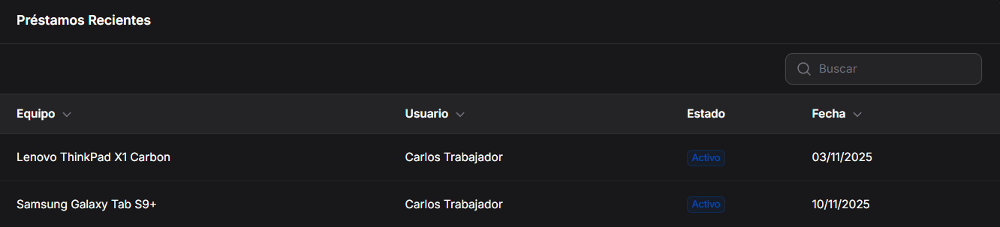 Préstamos Recientes
Buscar
Equipo Usuario Estado Fecha
Lenovo ThinkPad X1 Carbon Carlos Trabajador Activo 03/11/2025
Samsung Galaxy Tab S9+ Carlos Trabajador Activo 10/11/2025